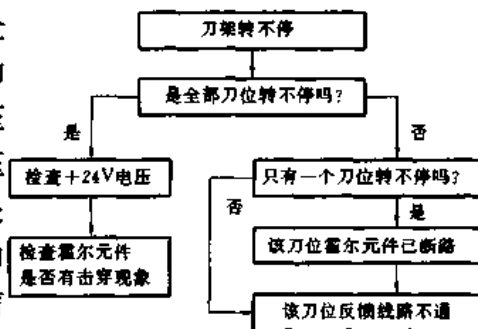 刀架转不停
是全部刀位转不停吗?
是
否
检查+24V电压
只有一个刀位转不停吗?
否
是
检查霍尔元件
是否有击穿现象
该刀位霍尔元件已断路
该刀位反馈线路不通